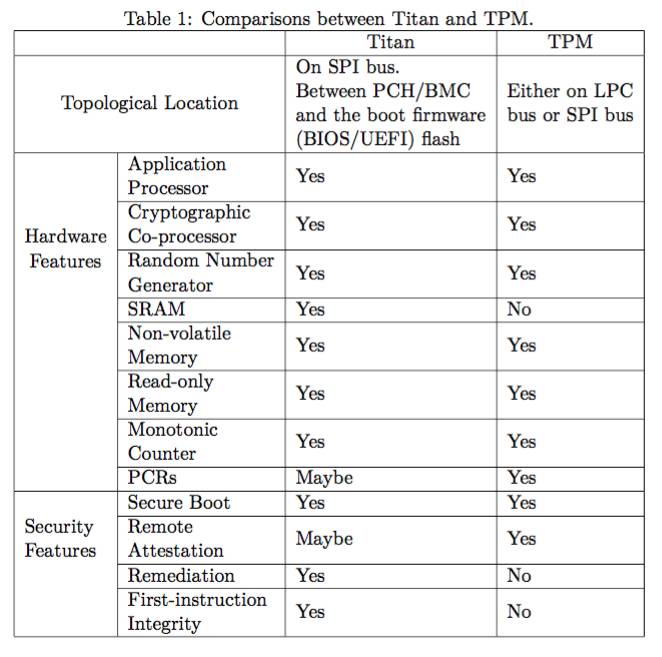 Table 1: Comparisons between Titan and TPM.
Titan TPM
Topological Location
On SPI bus.
Between PCH/BMC
and the boot firmware
(BIOS/UEFI) flash
Either on LPC
bus or SPI bus
Hardware
Features
Application
Processor
Yes Yes
Cryptographic
Co-processor
Yes Yes
Random Number
Generator
Yes Yes
SRAM Yes No
Non-volatile
Memory
Yes Yes
Read-only
Memory
Yes Yes
Monotonic
Counter
Yes Yes
PCRs Maybe Yes
Security
Features
Secure Boot Yes Yes
Remote
Attestation
Maybe Yes
Remediation Yes No
First-instruction
Integrity
Yes No